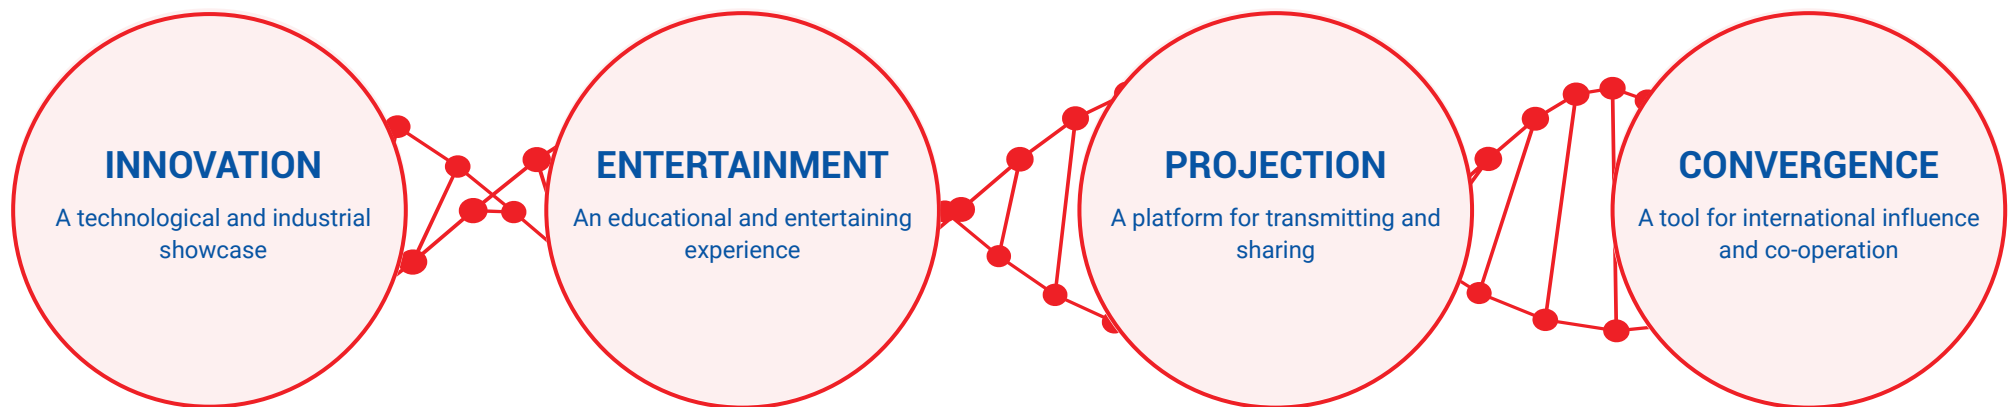 INNOVATION
A technological and industrial
showcase
ENTERTAINMENT
An educational and entertaining
experience
PROJECTION
A platform for transmitting and
sharing
CONVERGENCE
A tool for international influence
and co-operation